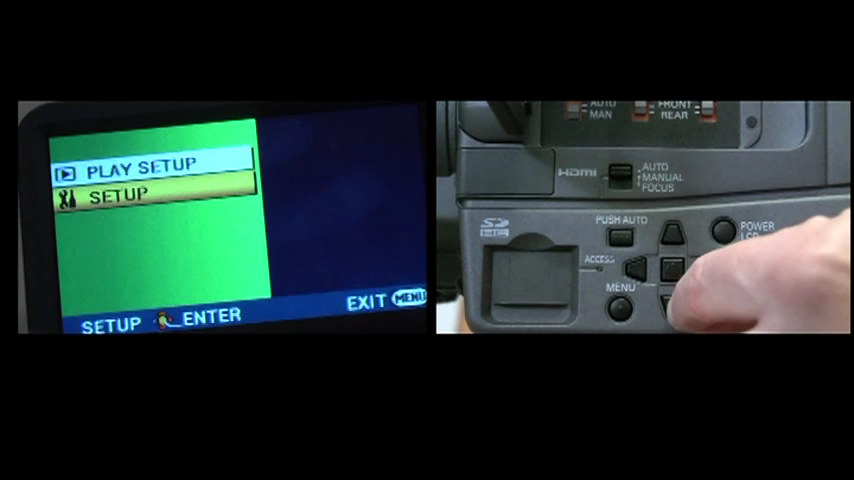 PLAY SETUP
SETUP
SETUP ENTER
EXIT MENU
AUTO
MAN
FRONT
REAR
HDMI
AUTO
MANUAL
FOCUS
PUSH AUTO
POWER
ACCESS
MENU